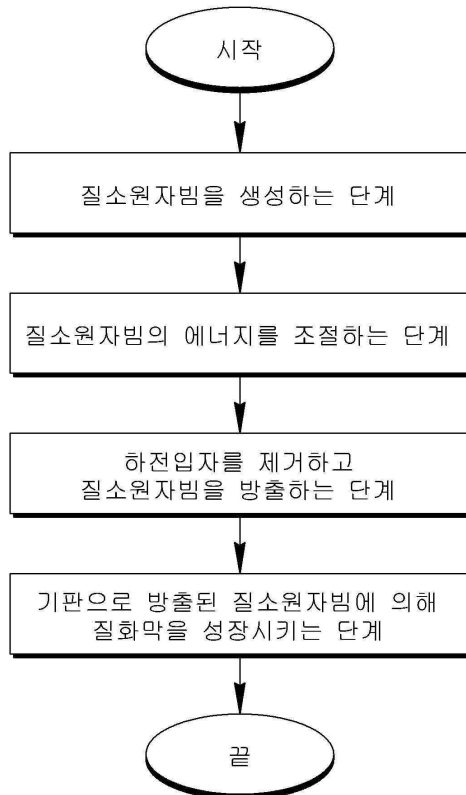 시작
질소원자빔을 생성하는 단계
질소원자빔의 에너지를 조절하는 단계
하전입자를 제거하고
질소원자빔을 방출하는 단계
기판으로 방출된 질소원자빔에 의해
질화막을 성장시키는 단계
끝